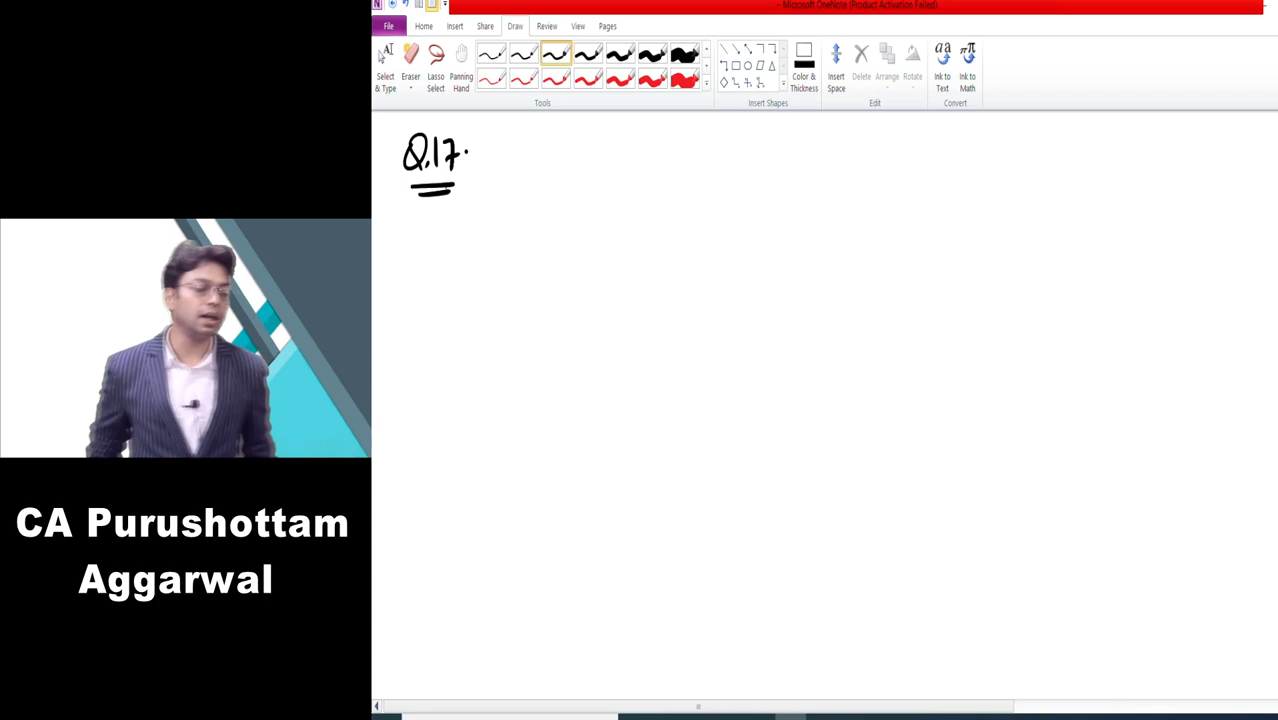 - Microsoft OneNote (Product Activation Failed)
File Home Insert Share Draw Review View Pages
Select & Type
Eraser
Lasso Select
Panning Hand
Color & Thickness
Insert Space
Delete
Arrange
Rotate
Ink to Text
Ink to Math
Tools
Insert Shapes
Edit
Convert
Q.17.
CA Purushottam
Aggarwal